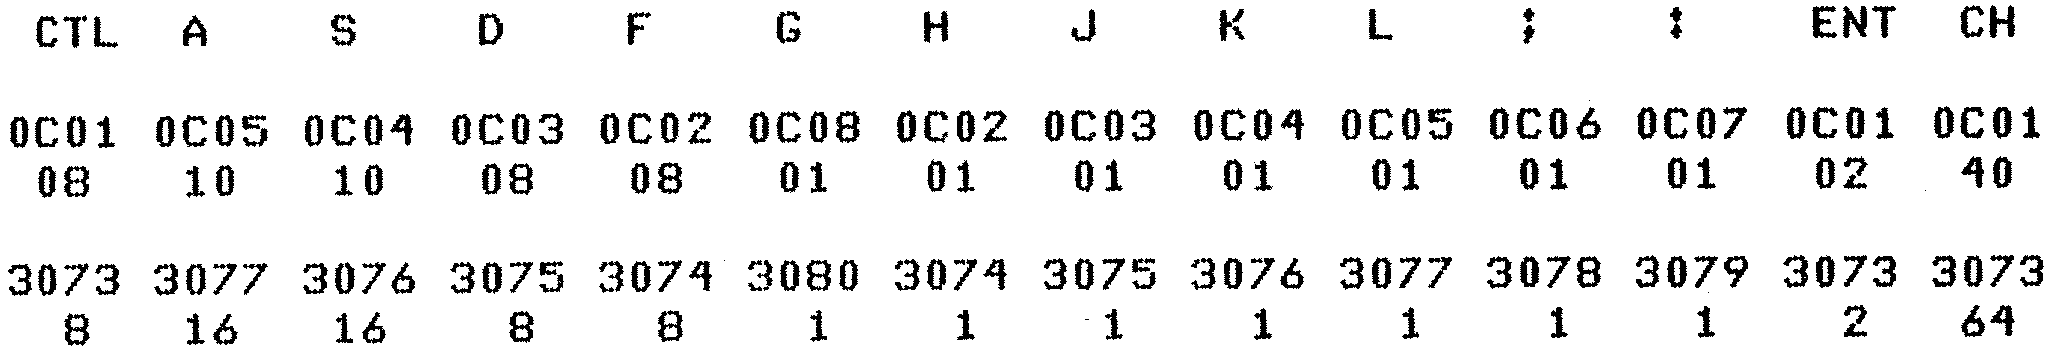 CTL A S D F G H J K L ; : ENT CH
0C01 0C05 0C04 0C03 0C02 0C08 0C02 0C03 0C04 0C05 0C06 0C07 0C01 0C01
08 10 10 08 08 01 01 01 01 01 01 01 02 40
3073 3077 3076 3075 3074 3080 3074 3075 3076 3077 3078 3079 3073 3073
8 16 16 8 8 1 1 1 1 1 1 1 2 64